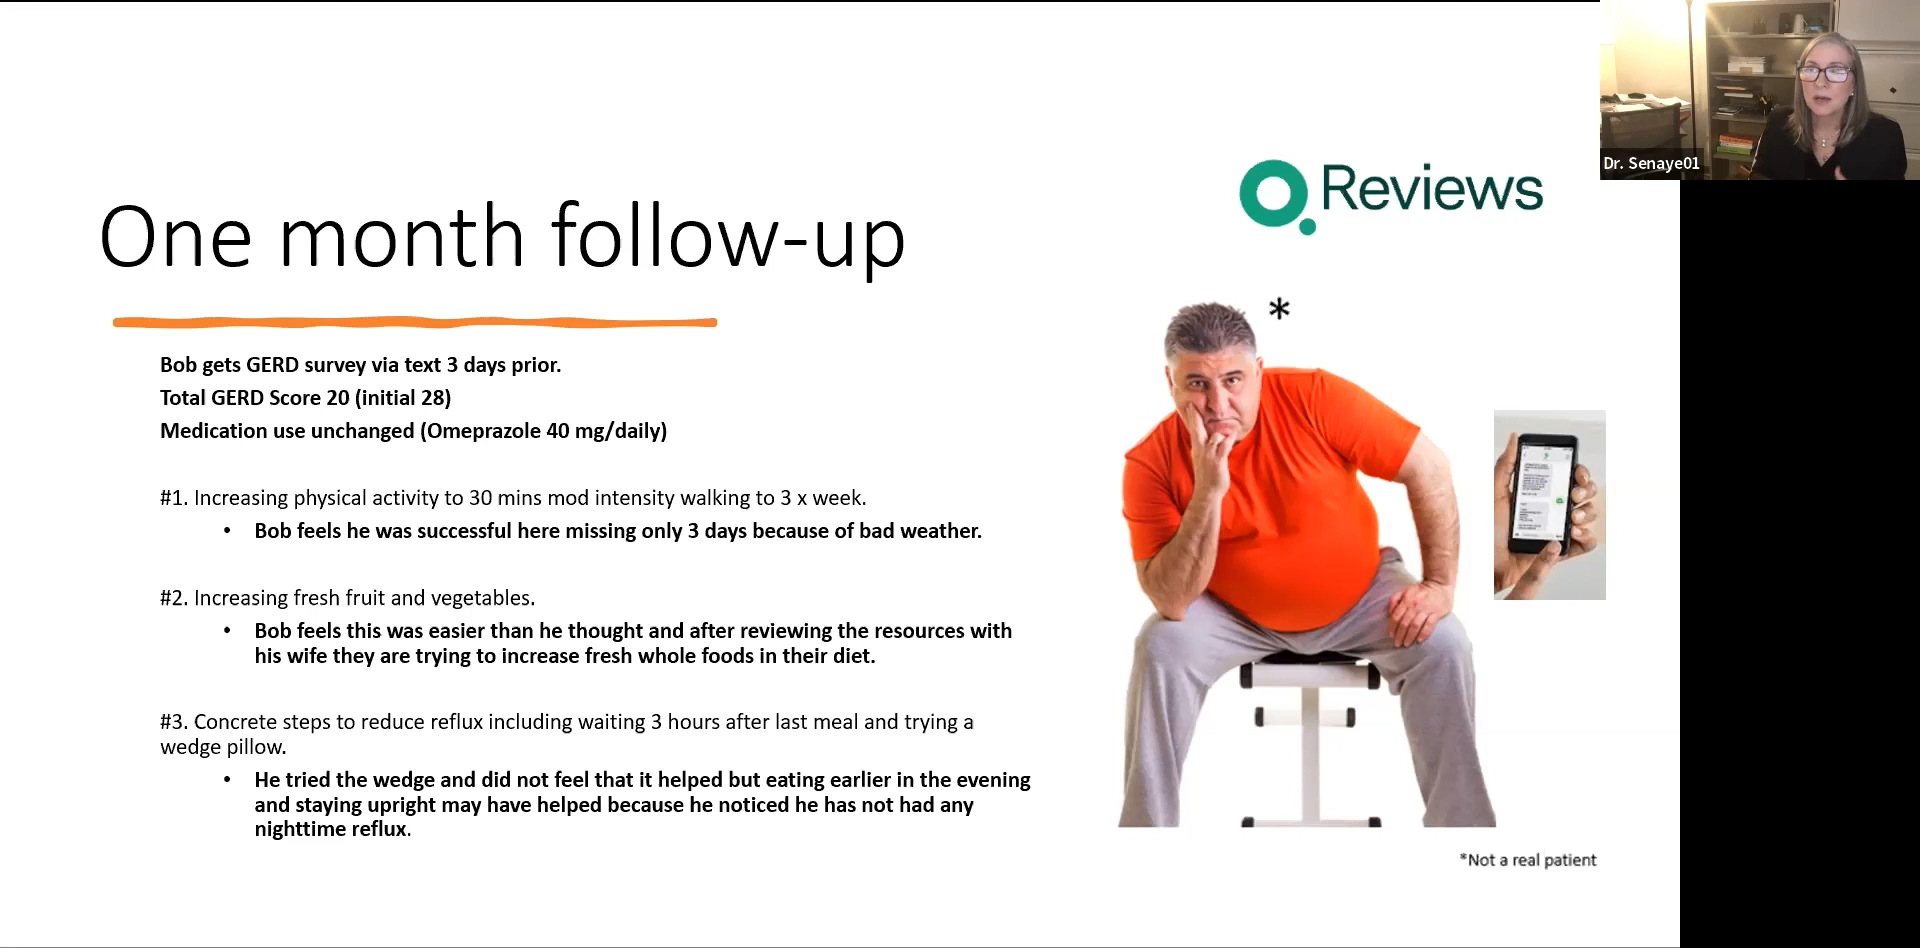 Dr. Senaye01
Reviews
One month follow-up
*
Bob gets GERD survey via text 3 days prior.
Total GERD Score 20 (initial 28)
Medication use unchanged (Omeprazole 40 mg/daily)
#1. Increasing physical activity to 30 mins mod intensity walking to 3 x week.
• Bob feels he was successful here missing only 3 days because of bad weather.
#2. Increasing fresh fruit and vegetables.
• Bob feels this was easier than he thought and after reviewing the resources with
his wife they are trying to increase fresh whole foods in their diet.
#3. Concrete steps to reduce reflux including waiting 3 hours after last meal and trying a
wedge pillow.
• He tried the wedge and did not feel that it helped but eating earlier in the evening
and staying upright may have helped because he noticed he has not had any
nighttime reflux.
*Not a real patient